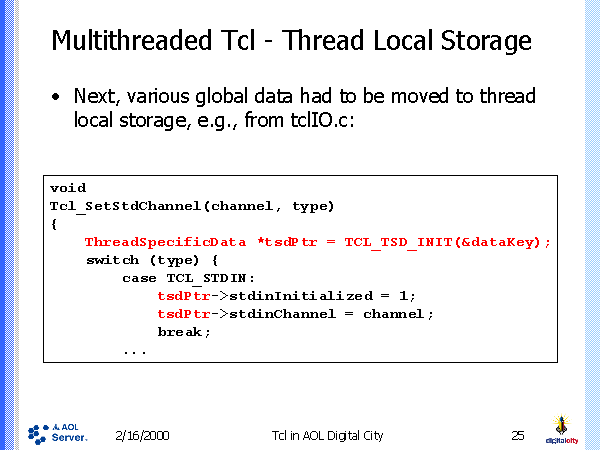 Multithreaded Tcl - Thread Local Storage
• Next, various global data had to be moved to thread
local storage, e.g., from tclIO.c:
void
Tcl_SetStdChannel(channel, type)
{
ThreadSpecificData *tsdPtr = TCL_TSD_INIT(&dataKey);
switch (type) {
case TCL_STDIN:
tsdPtr->stdinInitialized = 1;
tsdPtr->stdinChannel = channel;
break;
...
AOL
Server.
2/16/2000
Tcl in AOL Digital City
25
digitalcity